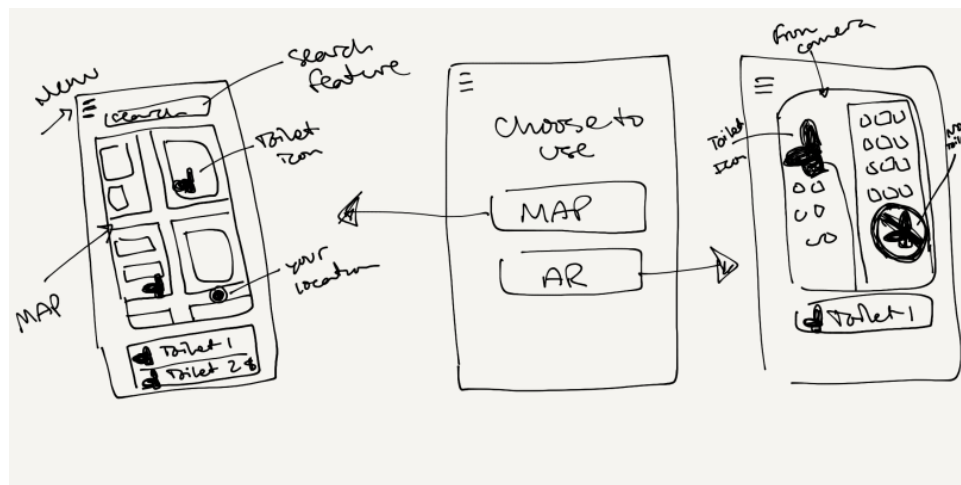 Menu
search
feature
search
Toilet
Icon
MAP
your
location
Toilet 1
Toilet 2 $
Choose to
use
MAP
AR
From
camera
Toilet
Icon
Toilet 1